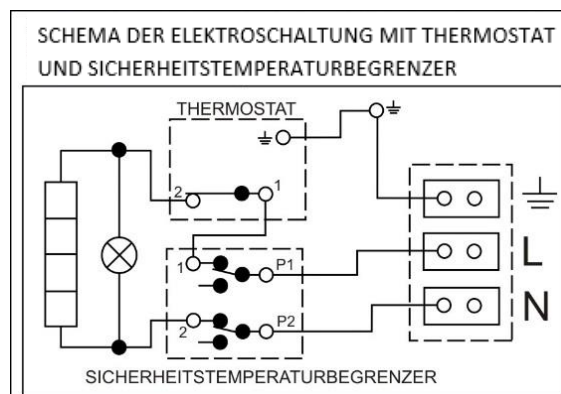 SCHEMA DER ELEKTROSCHALTUNG MIT THERMOSTAT
UND SICHERHEITSTEMPERATURBEGRENZER
THERMOSTAT
2 1
1 P1
L
2 P2
N
SICHERHEITSTEMPERATURBEGRENZER